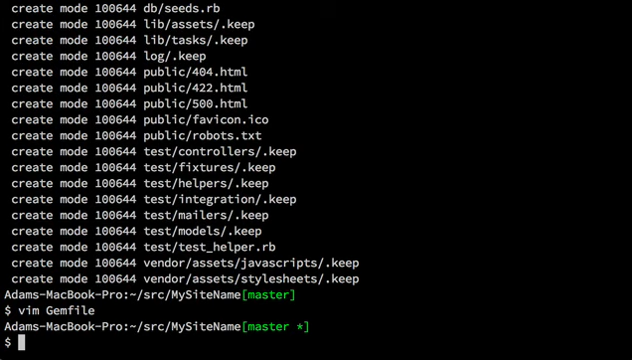 create mode 100644 db/seeds.rb
create mode 100644 lib/assets/.keep
create mode 100644 lib/tasks/.keep
create mode 100644 log/.keep
create mode 100644 public/404.html
create mode 100644 public/422.html
create mode 100644 public/500.html
create mode 100644 public/favicon.ico
create mode 100644 public/robots.txt
create mode 100644 test/controllers/.keep
create mode 100644 test/fixtures/.keep
create mode 100644 test/helpers/.keep
create mode 100644 test/integration/.keep
create mode 100644 test/mailers/.keep
create mode 100644 test/models/.keep
create mode 100644 test/test_helper.rb
create mode 100644 vendor/assets/javascripts/.keep
create mode 100644 vendor/assets/stylesheets/.keep
Adams-MacBook-Pro:~/src/MySiteName[master]
$ vim Gemfile
Adams-MacBook-Pro:~/src/MySiteName[master *]
$